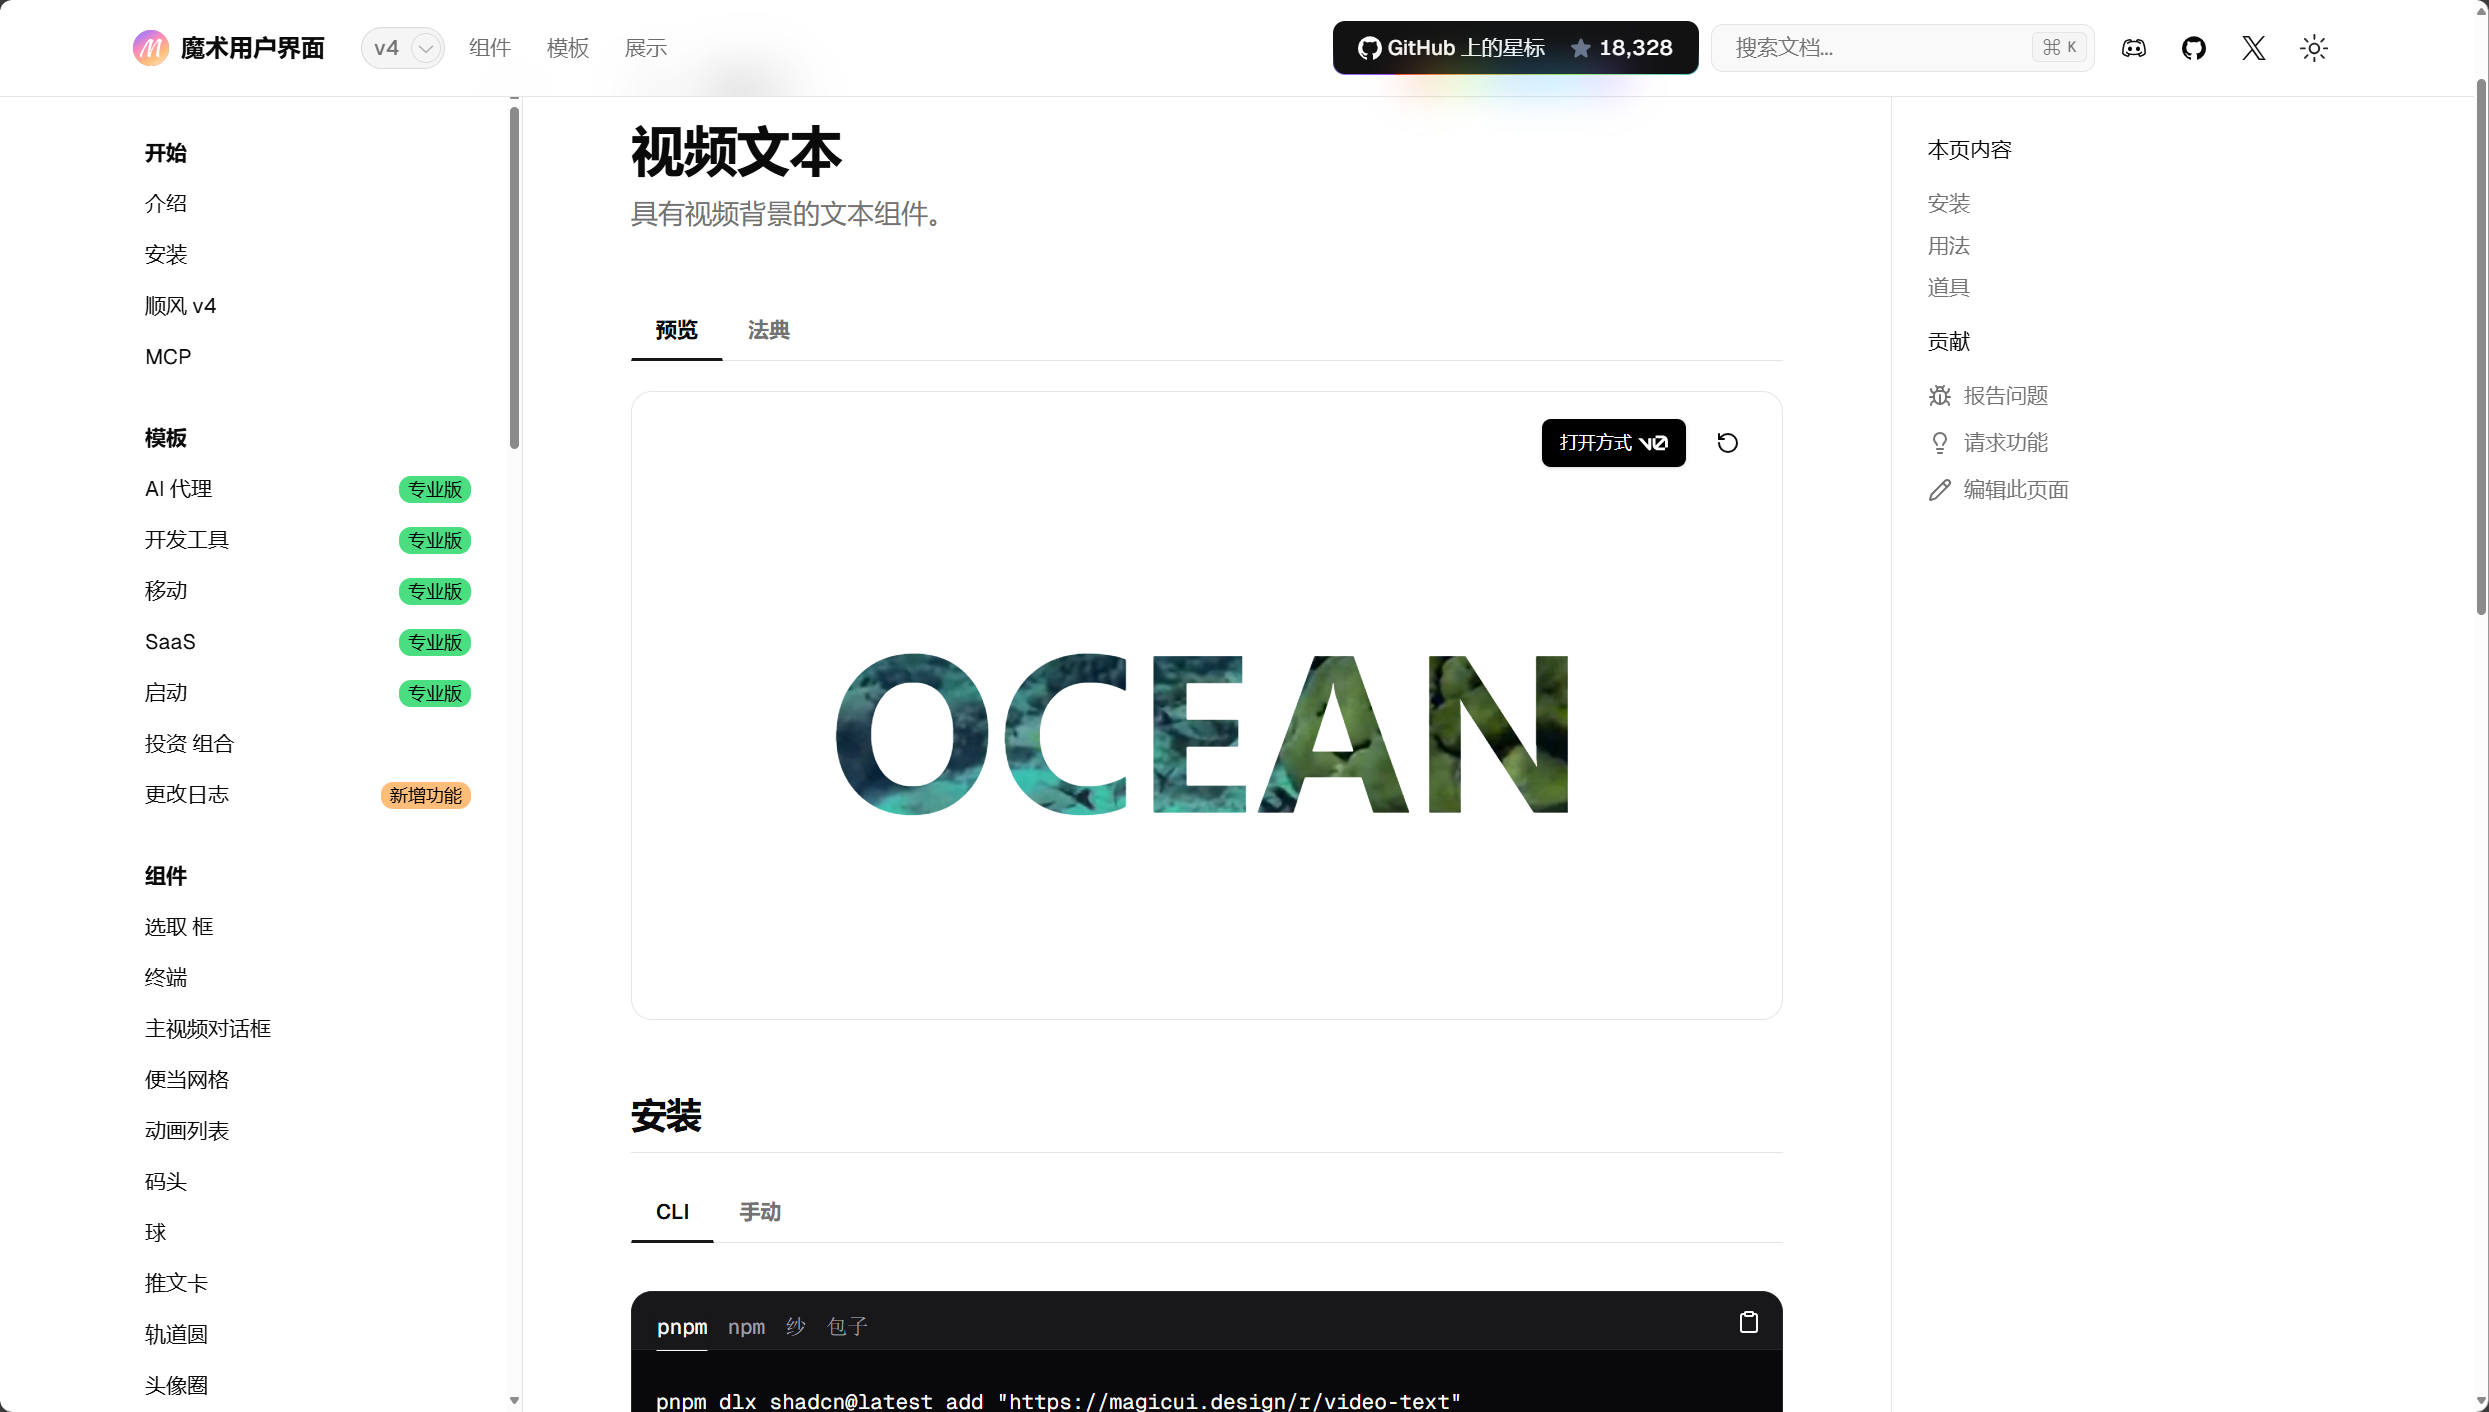 魔术用户界面
v4
组件
模板
展示
GitHub 上的星标 18,328
搜索文档...
⌘ K
开始
介绍
安装
顺风 v4
MCP
模板
AI 代理 专业版
开发工具 专业版
移动 专业版
SaaS 专业版
启动 专业版
投资 组合
更改日志 新增功能
组件
选取 框
终端
主视频对话框
便当网格
动画列表
码头
球
推文卡
轨道圆
头像圈
视频文本
具有视频背景的文本组件。
预览 法典
打开方式 v0
OCEAN
安装
CLI 手动
pnpm npm 纱 包子
pnpm dlx shadcn@latest add "https://magicui.design/r/video-text"
本页内容
安装
用法
道具
贡献
报告问题
请求功能
编辑此页面